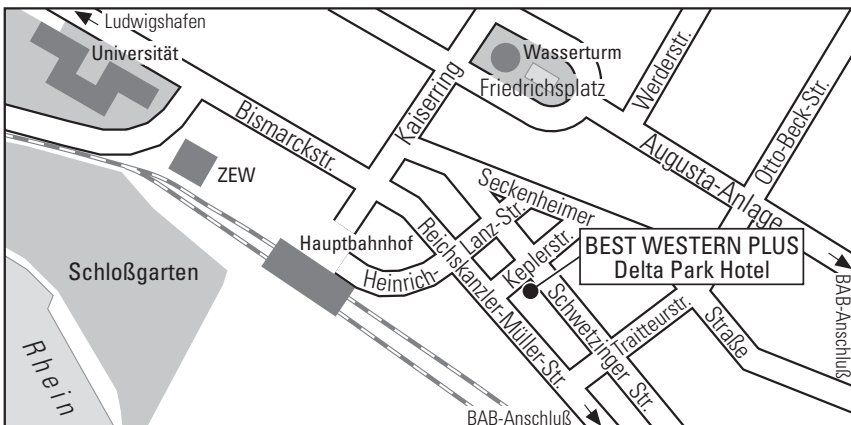 Ludwigshafen
Universität
Wasserturm
Friedrichsplatz
Werderstr.
Otto-Beck-Str.
Kaiserring
Bismarckstr.
ZEW
Augusta-Anlage
Seckenheimer
Hauptbahnhof
Heinrich-
Lanz-Str.
Reichskanzler-Müller-Str.
Keplerstr.
BEST WESTERN PLUS
Delta Park Hotel
Schloßgarten
Schwetzinger Str.
Traitteurstr.
Straße
BAB-Anschluß
Rhein
BAB-Anschluß